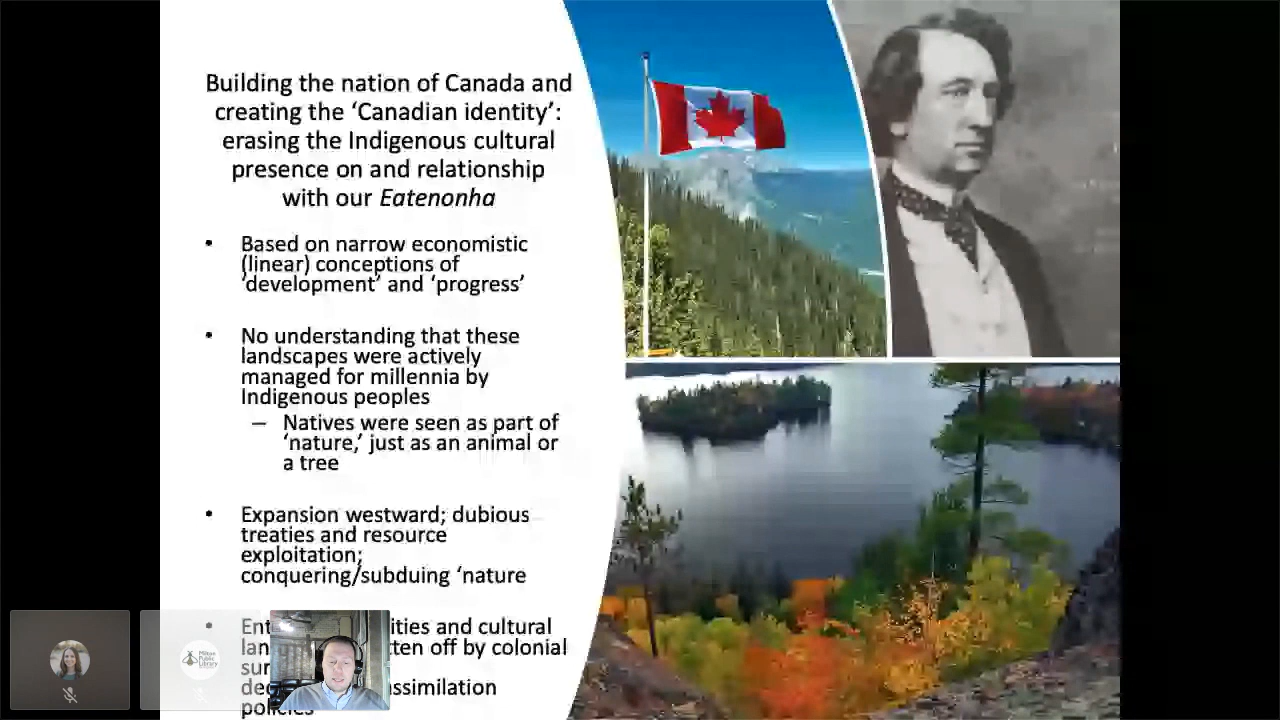 Building the nation of Canada and
creating the ‘Canadian identity’:
erasing the Indigenous cultural
presence on and relationship
with our Eatenonha
• Based on narrow economistic
(linear) conceptions of
‘development’ and ‘progress’
• No understanding that these
landscapes were actively
managed for millennia by
Indigenous peoples
– Natives were seen as part of
‘nature,’ just as an animal or
a tree
• Expansion westward; dubious
treaties and resource
exploitation;
conquering/subduing ‘nature
• and cultural
off by colonial
policies
Milton
Public
Library